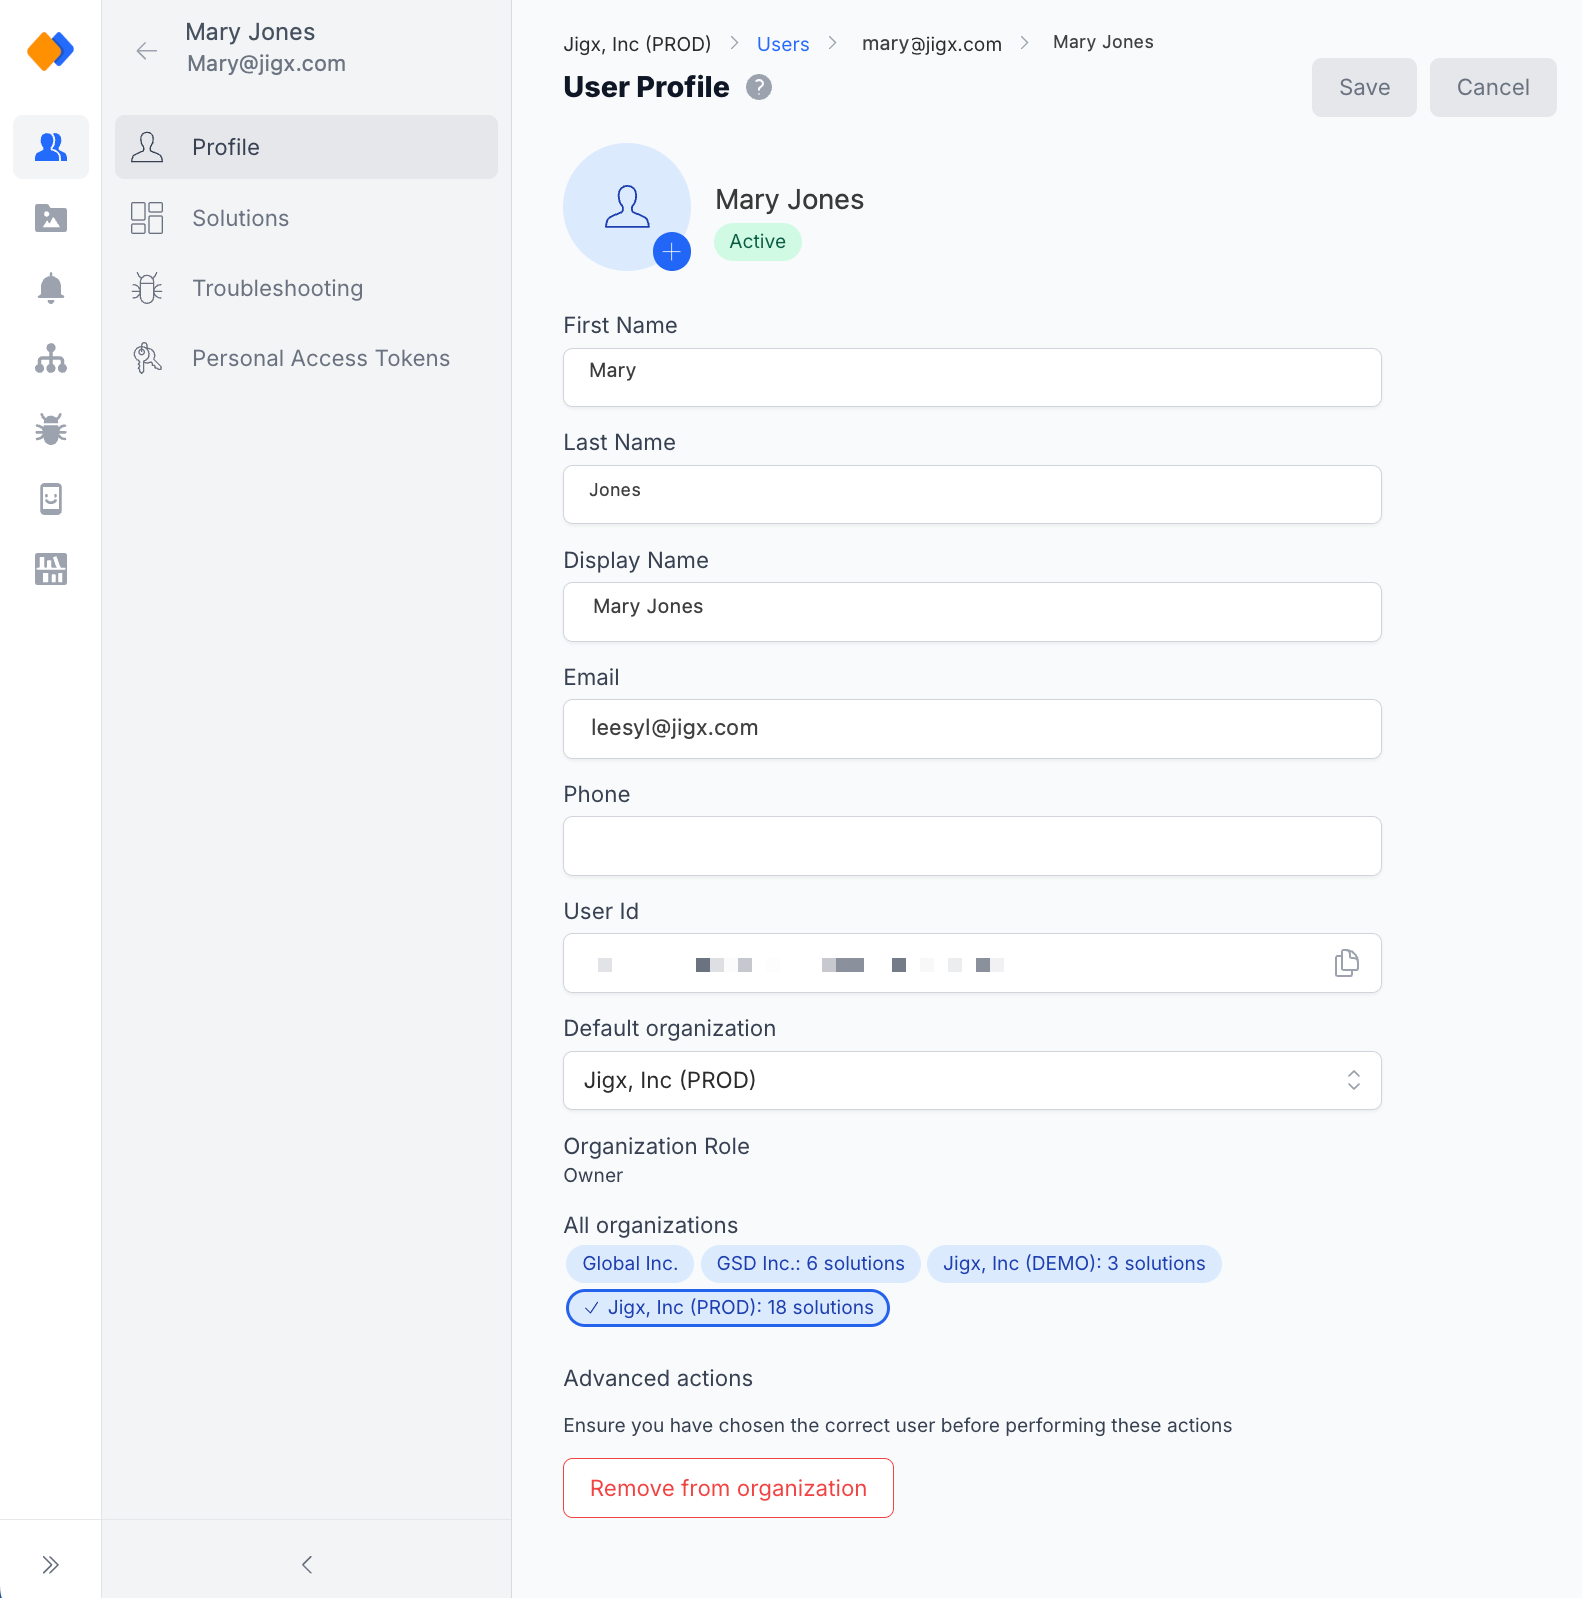 Mary Jones
Mary@jigx.com
Profile
Solutions
Troubleshooting
Personal Access Tokens
Jigx, Inc (PROD) > Users > mary@jigx.com > Mary Jones
User Profile ?
Save
Cancel
Mary Jones
Active
First Name
Mary
Last Name
Jones
Display Name
Mary Jones
Email
leesyl@jigx.com
Phone
User Id
Default organization
Jigx, Inc (PROD)
Organization Role
Owner
All organizations
Global Inc. GSD Inc.: 6 solutions Jigx, Inc (DEMO): 3 solutions
✓ Jigx, Inc (PROD): 18 solutions
Advanced actions
Ensure you have chosen the correct user before performing these actions
Remove from organization